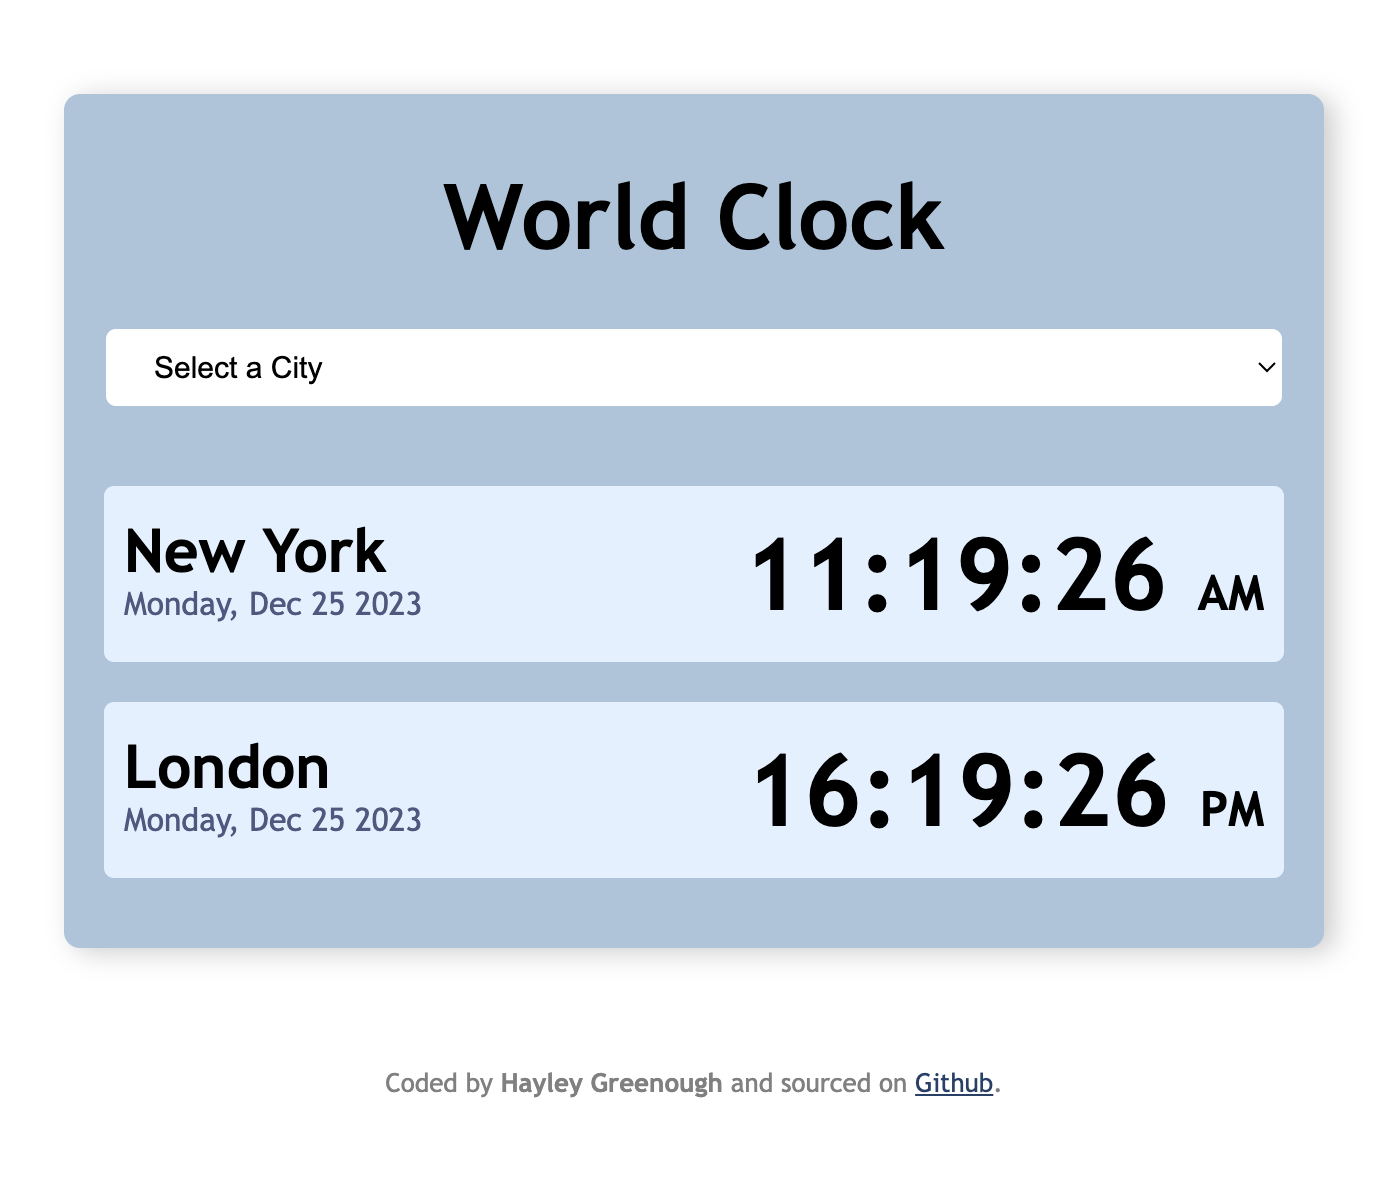 World Clock
Select a City
New York
Monday, Dec 25 2023
11:19:26 AM
London
Monday, Dec 25 2023
16:19:26 PM
Coded by Hayley Greenough and sourced on Github.